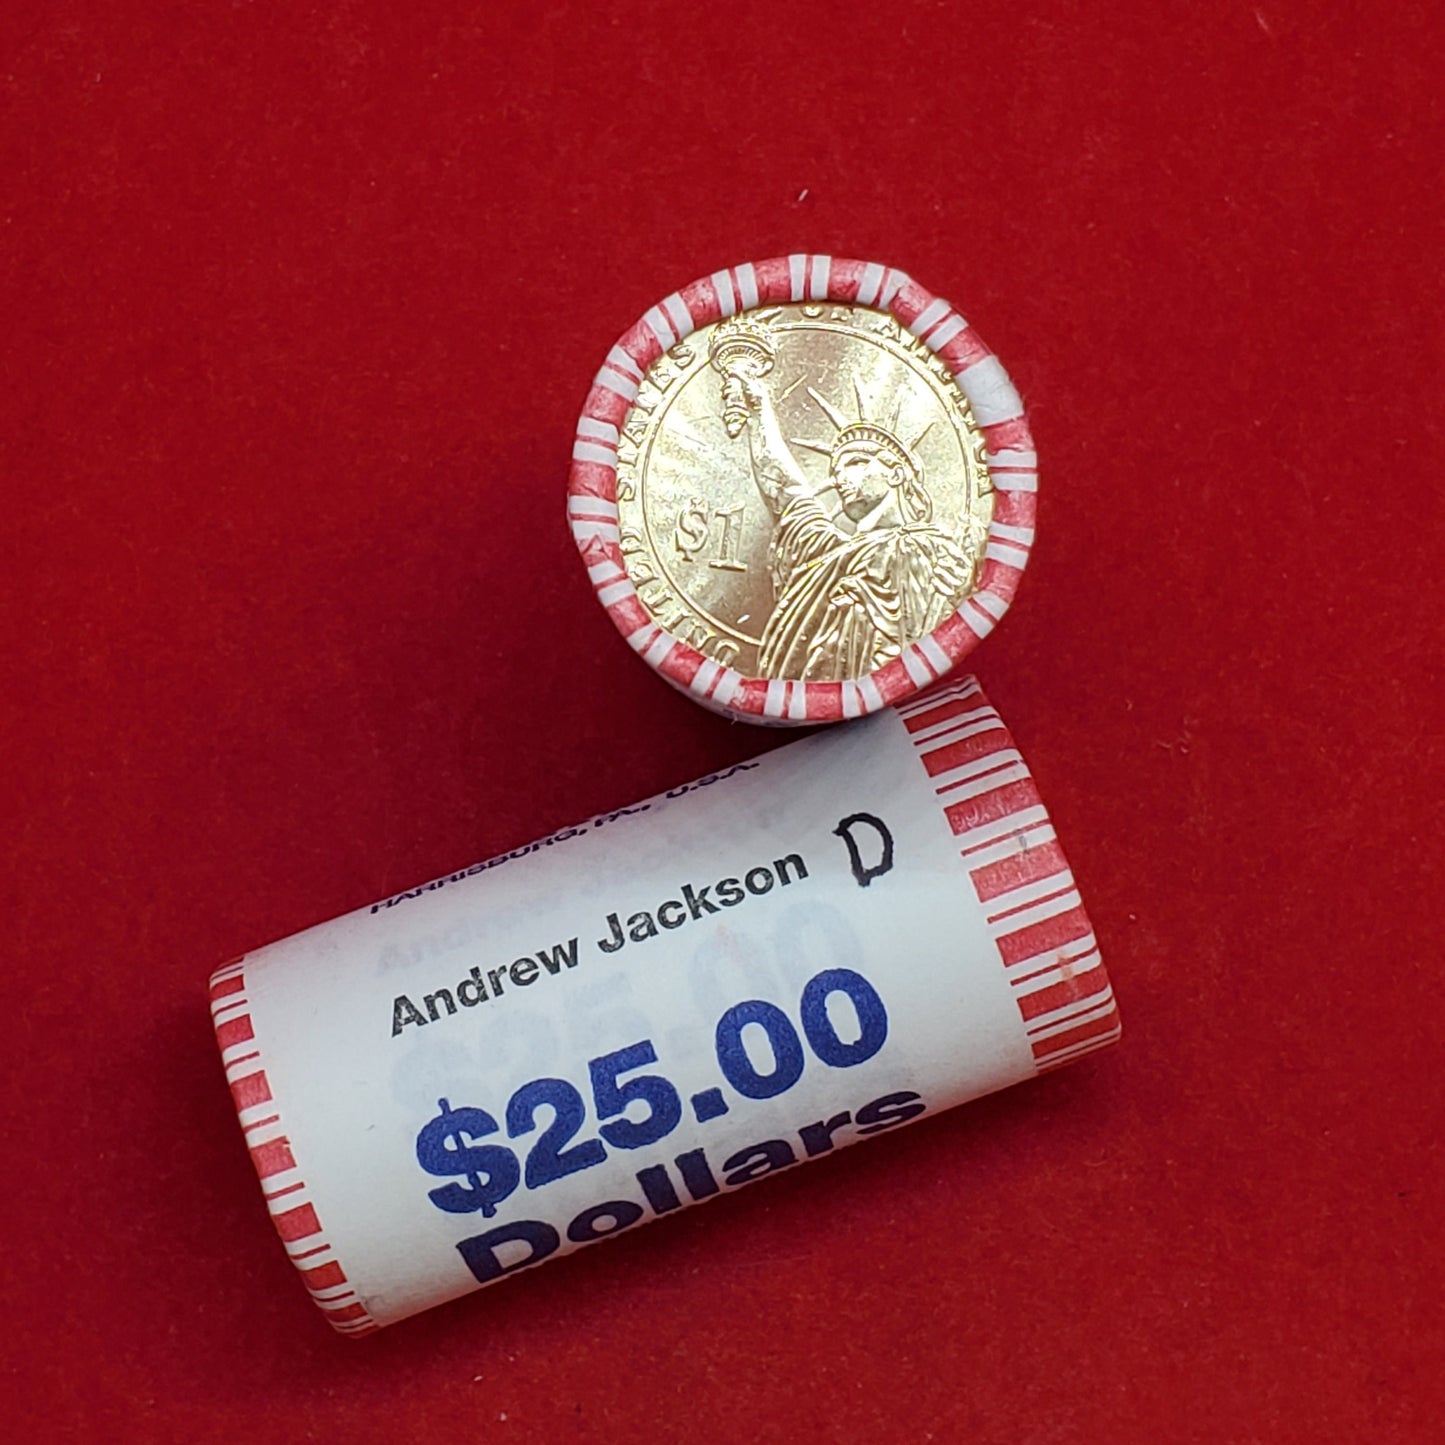 UNITED STATES OF AMERICA
$1
HARRISBURG, PA., U.S.A.
Andrew Jackson D
$25.00
Dollars